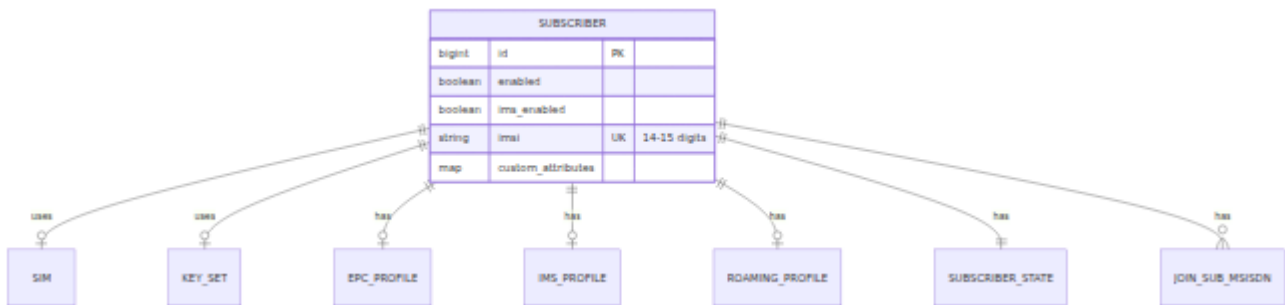 SUBSCRIBER
bigint id PK
boolean enabled
boolean ims_enabled
string imsi UK 14-15 digits
map custom_attributes
uses uses has has has has has
SIM KEY_SET EPC_PROFILE IMS_PROFILE ROAMING_PROFILE SUBSCRIBER_STATE JOIN_SUB_MSISDN